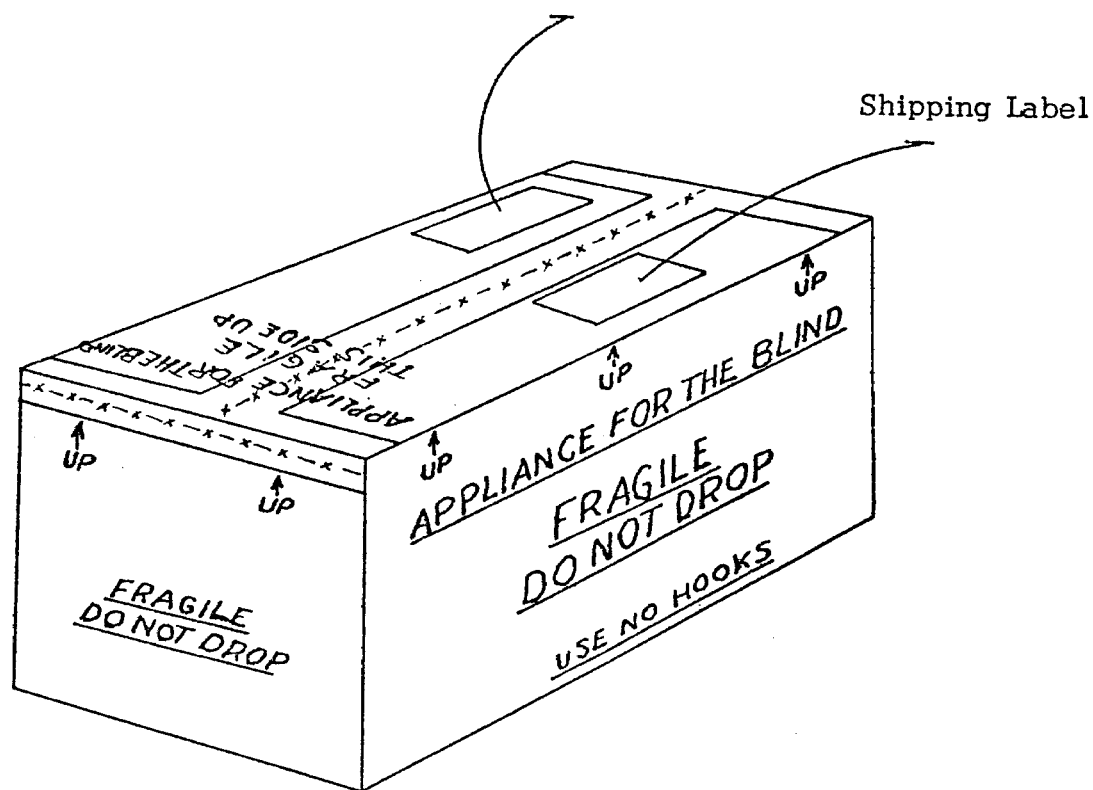 Shipping Label
APPLIANCE FOR THE BLIND
FRAGILE
THIS
SIDE UP
UP
UP
UP
UP
UP
APPLIANCE FOR THE BLIND
FRAGILE
DO NOT DROP
USE NO HOOKS
FRAGILE
DO NOT DROP